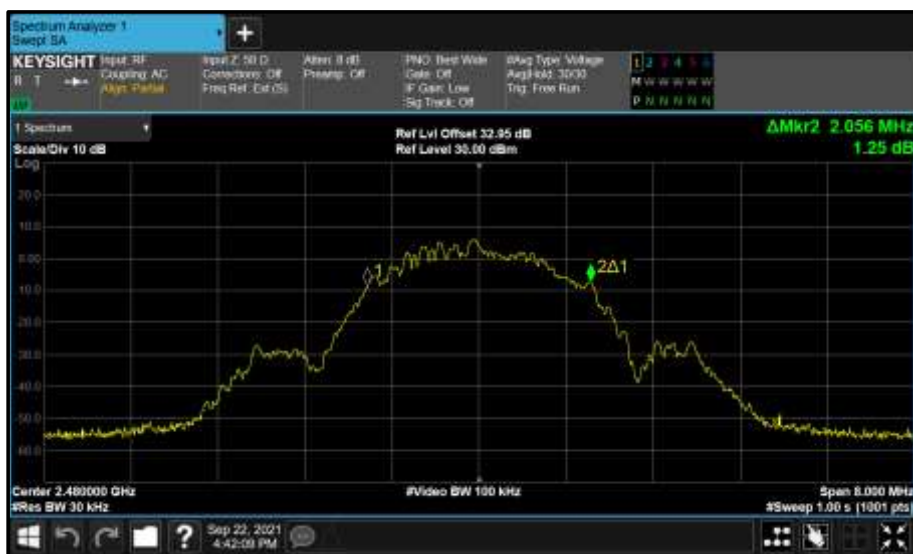 Spectrum Analyzer 1
Swept SA
+
KEYSIGHT
R T
Input: RF
Coupling: AC
Align: Partial
Input Z: 50 Ω
Corrections: Off
Freq Ref: Ext (S)
Atten: 8 dB
Preamp: Off
PNO: Best Wide
Gate: Off
IF Gain: Low
Sig Track: Off
#Avg Type: Voltage
Avg|Hold: 30/30
Trig: Free Run
1 2 3 4 5 6
M W W W W W
P N N N N N
1 Spectrum
Scale/Div 10 dB
Log
Ref Lvl Offset 32.95 dB
Ref Level 30.00 dBm
ΔMkr2 2.056 MHz
1.25 dB
20.0
10.0
0.00
-10.0
-20.0
-30.0
-40.0
-50.0
-60.0
1
2Δ1
Center 2.480000 GHz
#Res BW 30 kHz
#Video BW 100 kHz
Span 8.000 MHz
#Sweep 1.00 s (1001 pts)
?
Sep 22, 2021
4:42:09 PM